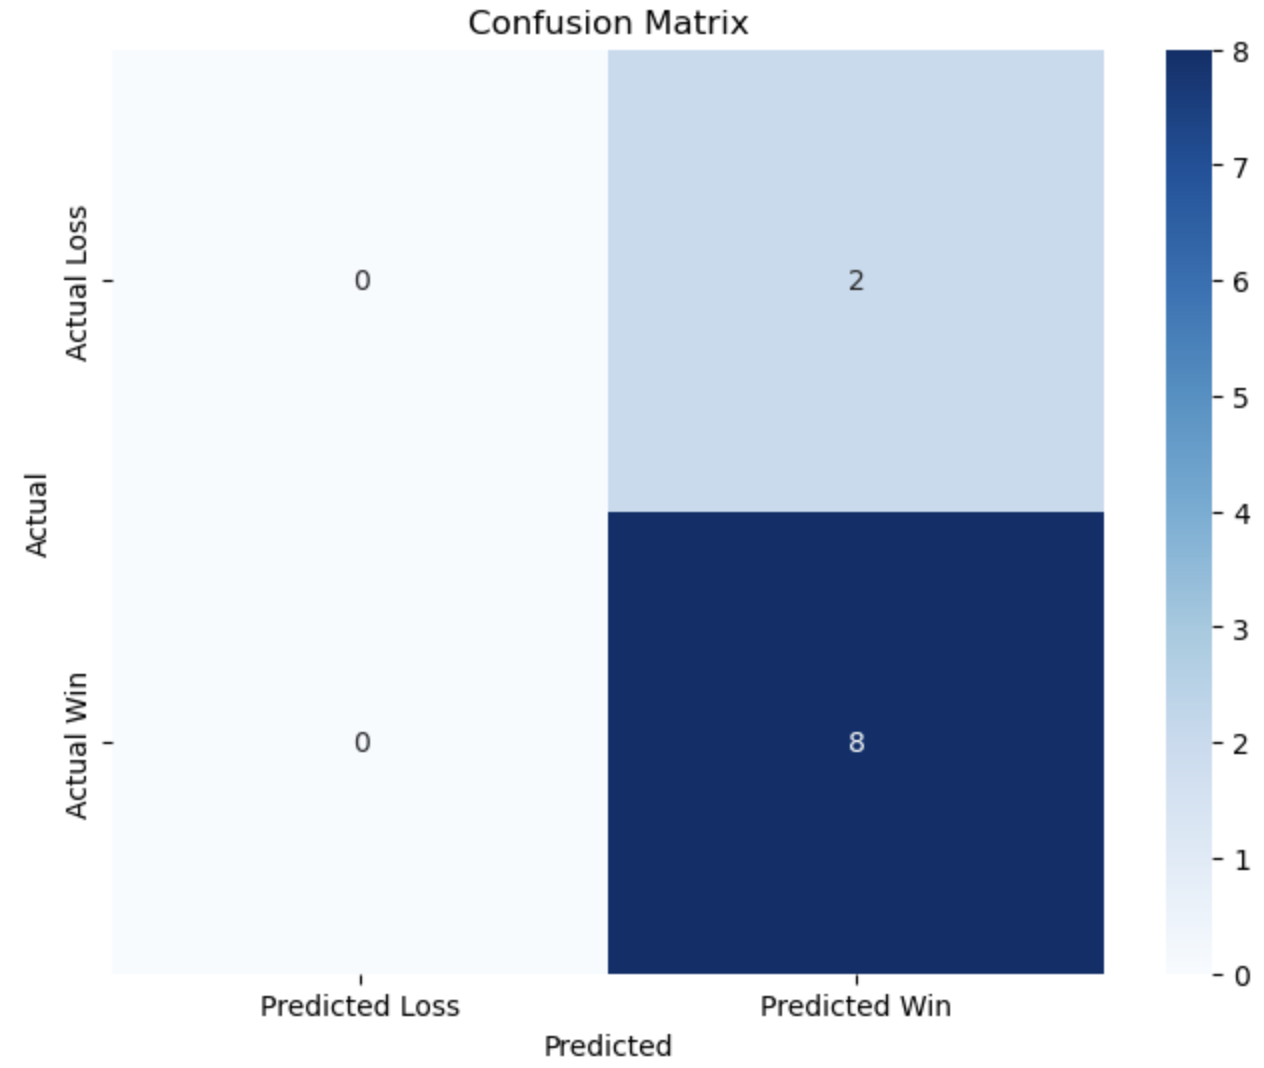 Confusion Matrix
Actual
Actual Loss
Actual Win
0
2
0
8
Predicted Loss
Predicted Win
Predicted
8
7
6
5
4
3
2
1
0